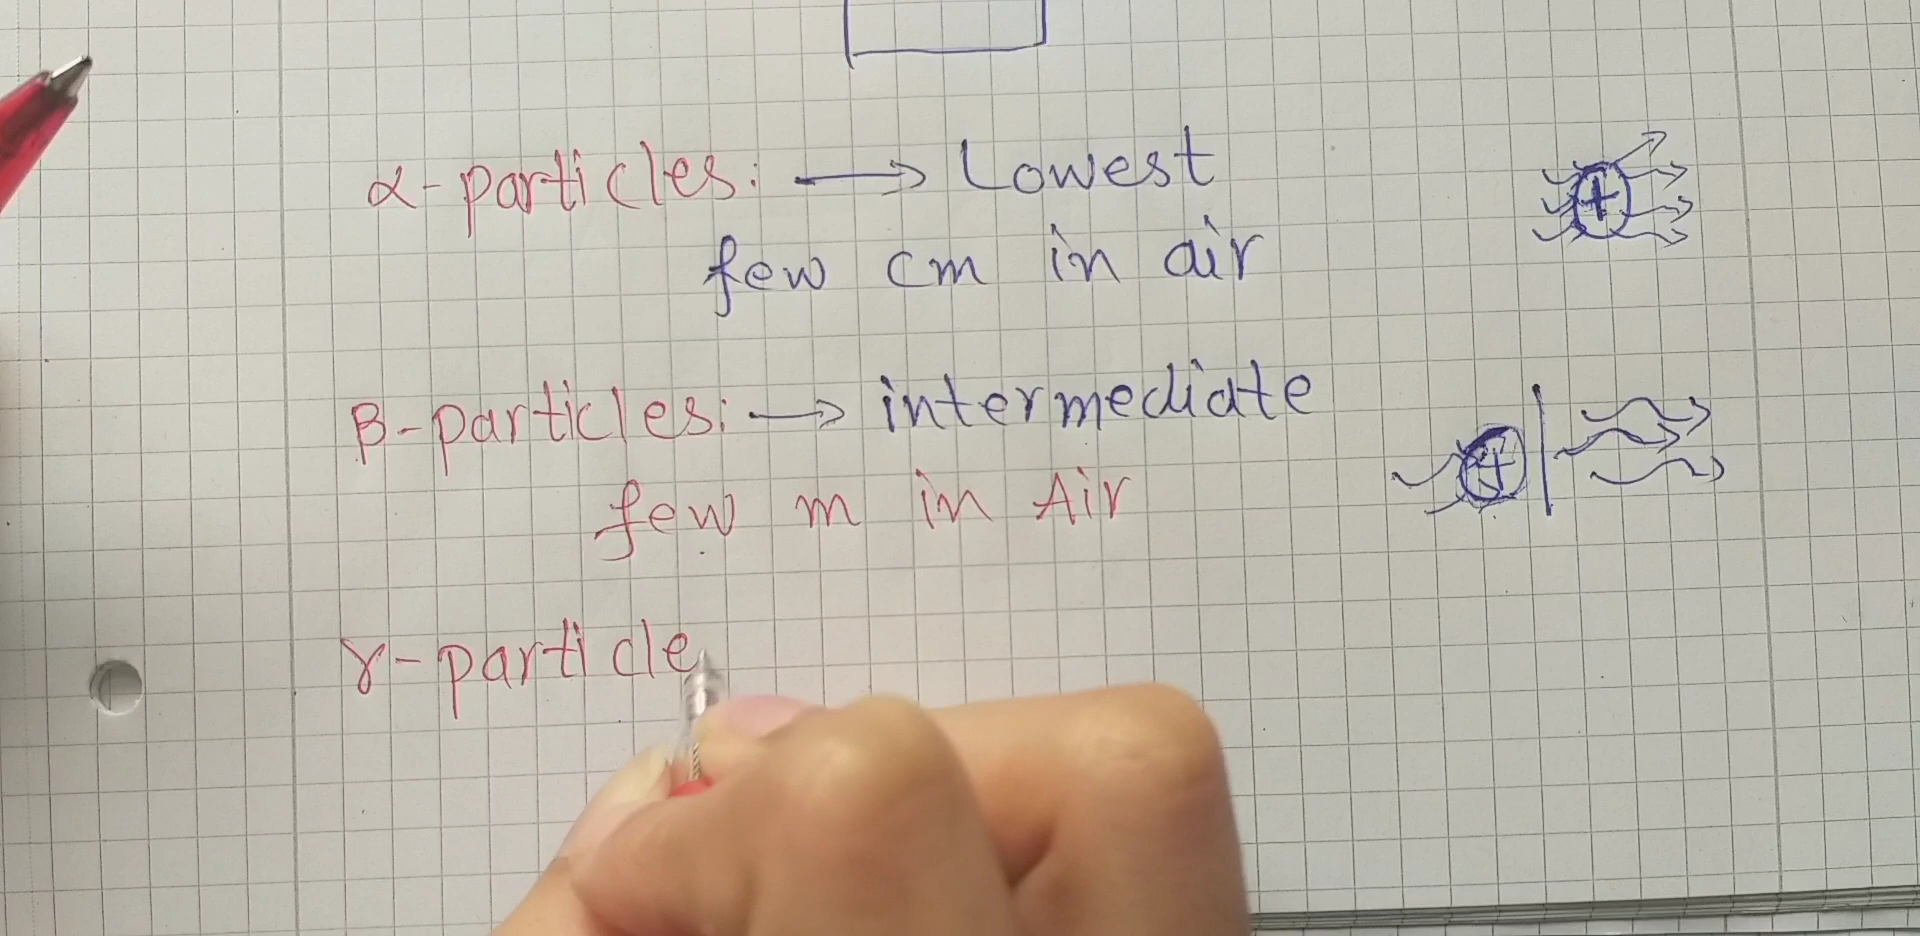 α-particles: → Lowest
few cm in air
β-particles: → intermediate
few m in Air
γ-particle